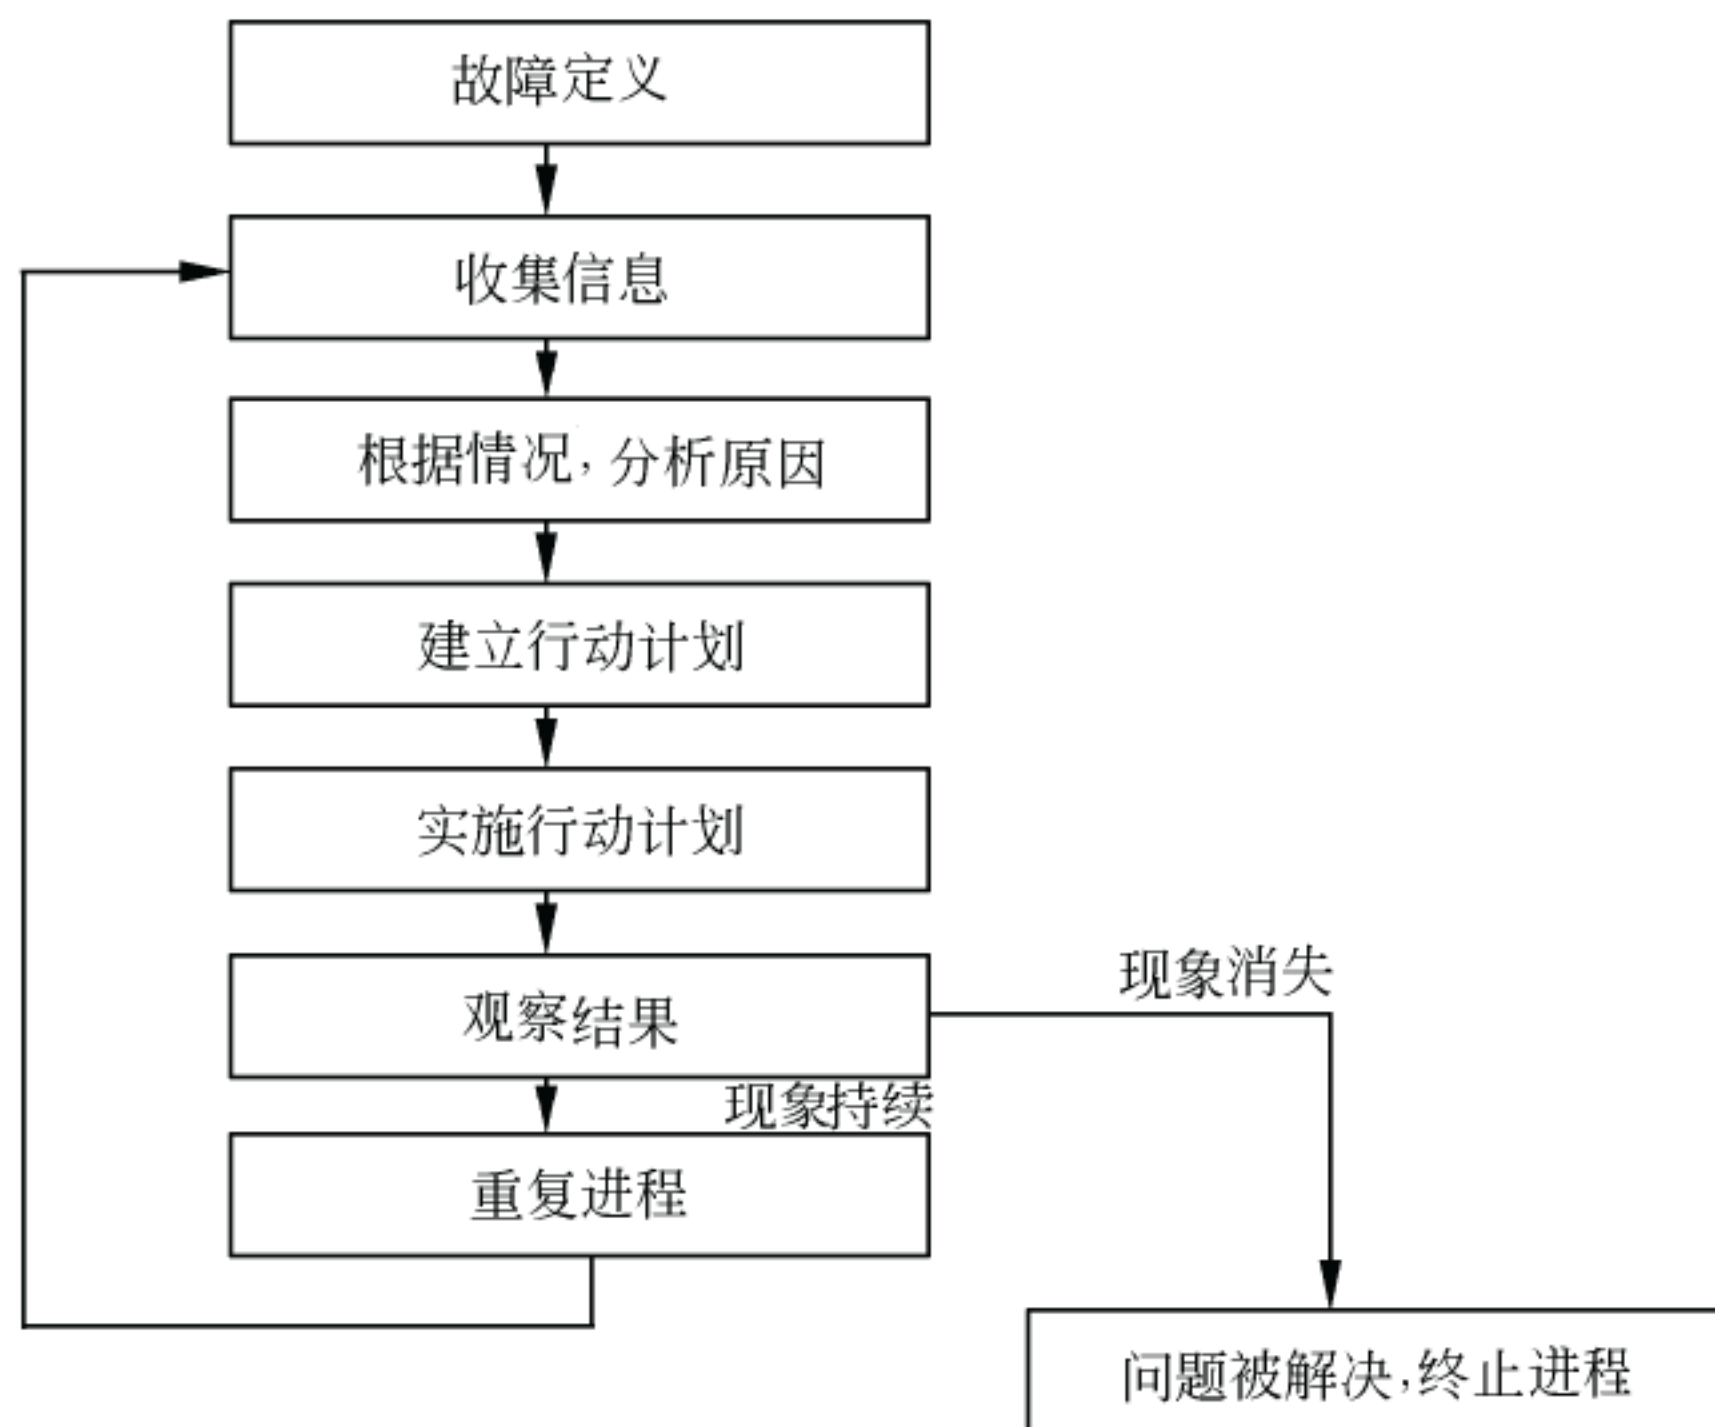 故障定义
收集信息
根据情况,分析原因
建立行动计划
实施行动计划
现象消失
观察结果
现象持续
重复进程
问题被解决,终止进程